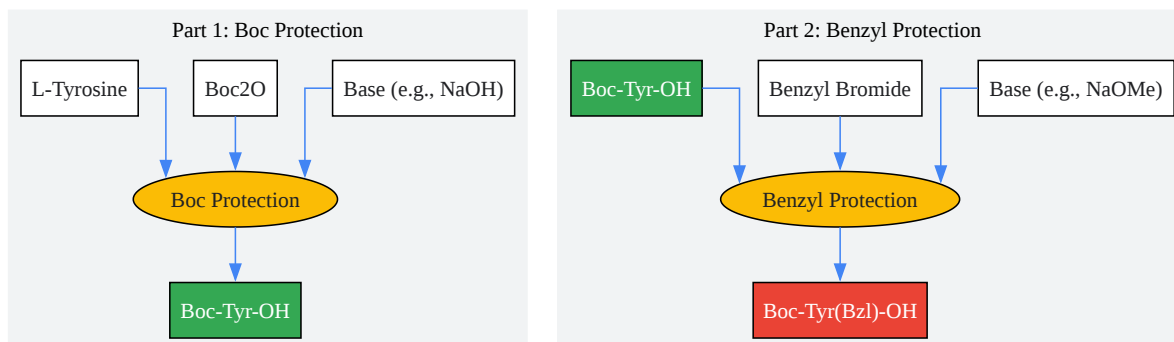 Part 1: Boc Protection
L-Tyrosine
Boc2O
Base (e.g., NaOH)
Boc Protection
Boc-Tyr-OH
Part 2: Benzyl Protection
Boc-Tyr-OH
Benzyl Bromide
Base (e.g., NaOMe)
Benzyl Protection
Boc-Tyr(Bzl)-OH